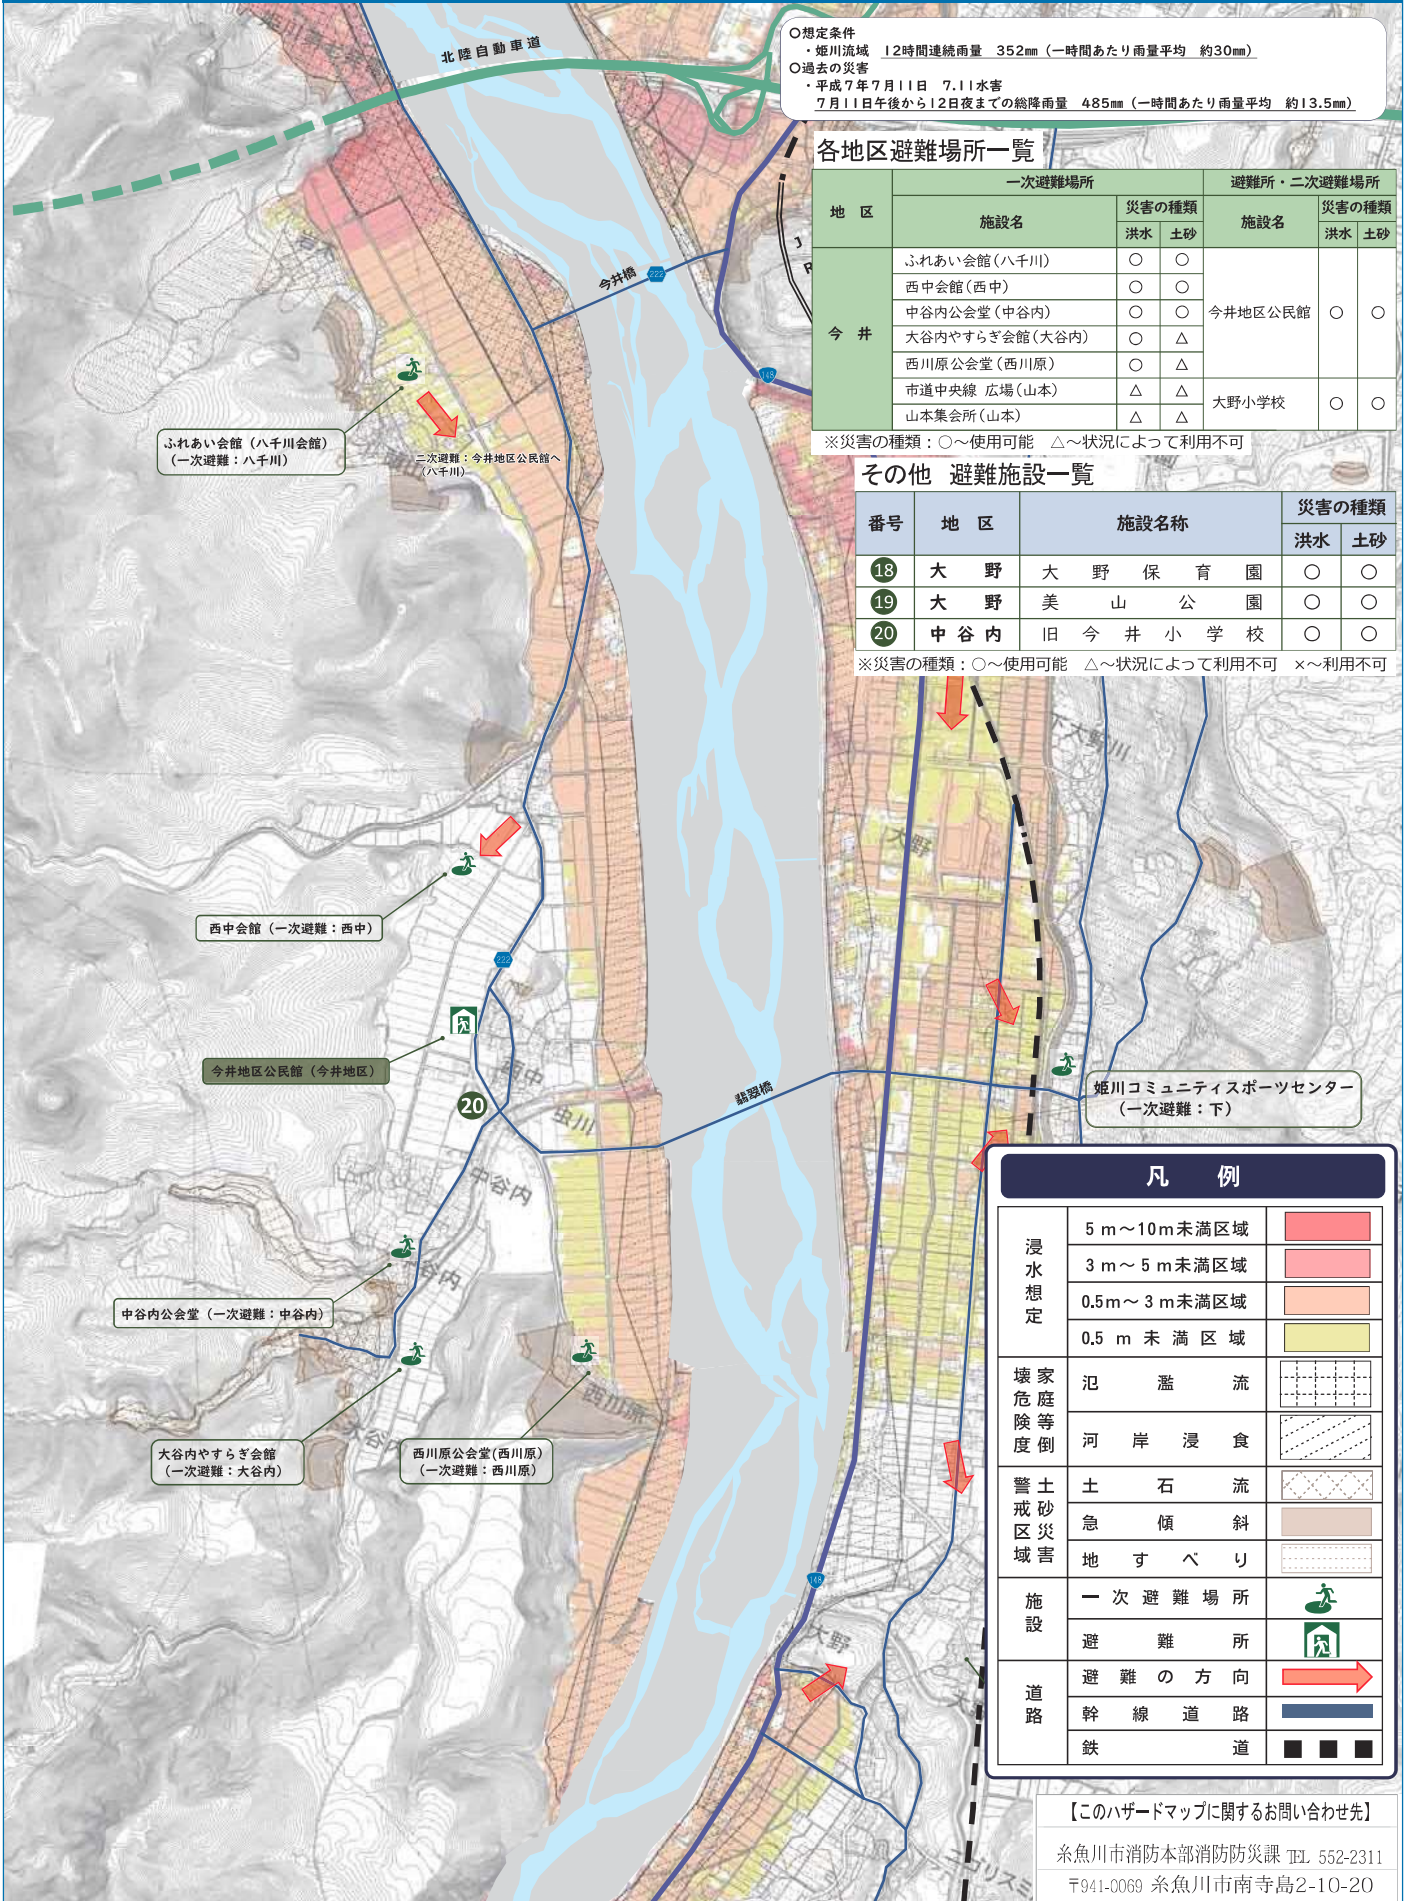 北陸自動車道
○想定条件
・姫川流域　12時間連続雨量　352㎜（一時間あたり雨量平均　約30㎜）
○過去の災害
・平成7年7月11日　7.11水害
7月11日午後から12日夜までの総降雨量　485㎜（一時間あたり雨量平均　約13.5㎜）
各地区避難場所一覧
地　区　一次避難場所　避難所・二次避難場所
施設名　災害の種類　施設名　災害の種類
洪水　土砂　洪水　土砂
今　井
ふれあい会館(八千川)　○　○
西中会館(西中)　○　○
中谷内公会堂(中谷内)　○　○　今井地区公民館　○　○
大谷内やすらぎ会館(大谷内)　○　△
西川原公会堂(西川原)　○　△
市道中央線 広場(山本)　△　△　大野小学校　○　○
山本集会所(山本)　△　△
※災害の種類：○～使用可能　△～状況によって利用不可
その他　避難施設一覧
番号　地　区　施設名称　災害の種類
洪水　土砂
18　大　野　大野保育園　○　○
19　大　野　美山公園　○　○
20　中谷内　旧今井小学校　○　○
※災害の種類：○～使用可能　△～状況によって利用不可　×～利用不可
今井橋
222
J
R
148
ふれあい会館（八千川会館）
（一次避難：八千川）
二次避難：今井地区公民館へ
（八千川）
下大野川
大野
西中会館（一次避難：西中）
222
今井地区公民館（今井地区）
西中
20
虫川
翡翠橋
姫川コミュニティスポーツセンター
（一次避難：下）
中谷内
中谷内公会堂（一次避難：中谷内）
大谷内やすらぎ会館
（一次避難：大谷内）
大谷内
西川原
西川原公会堂(西川原)
（一次避難：西川原）
148
大野
凡　例
浸水想定
5 m～10m未満区域
3 m～ 5 m未満区域
0.5m～ 3 m未満区域
0.5 m 未満区域
家庭等倒壊危険度
氾濫流
河岸浸食
土砂災害警戒区域
土石流
急傾斜
地すべり
施設
一次避難場所
避難所
道路
避難の方向
幹線道路
鉄道
【このハザードマップに関するお問い合わせ先】
糸魚川市消防本部消防防災課 TEL 552-2311
〒941-0069 糸魚川市南寺島2-10-20